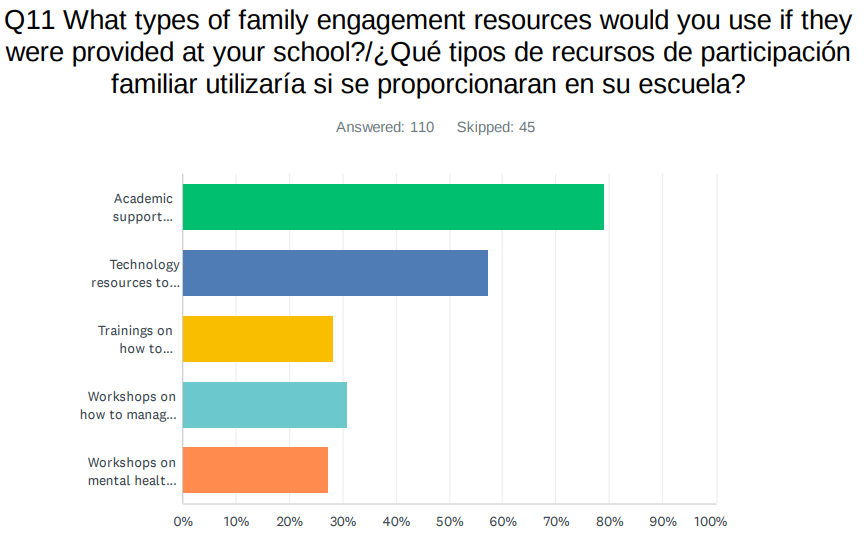 Q11 What types of family engagement resources would you use if they
were provided at your school?/¿Qué tipos de recursos de participación
familiar utilizaría si se proporcionaran en su escuela?
Answered: 110 Skipped: 45
Academic
support...
Technology
resources to...
Trainings on
how to...
Workshops on
how to manag...
Workshops on
mental healt...
0% 10% 20% 30% 40% 50% 60% 70% 80% 90% 100%